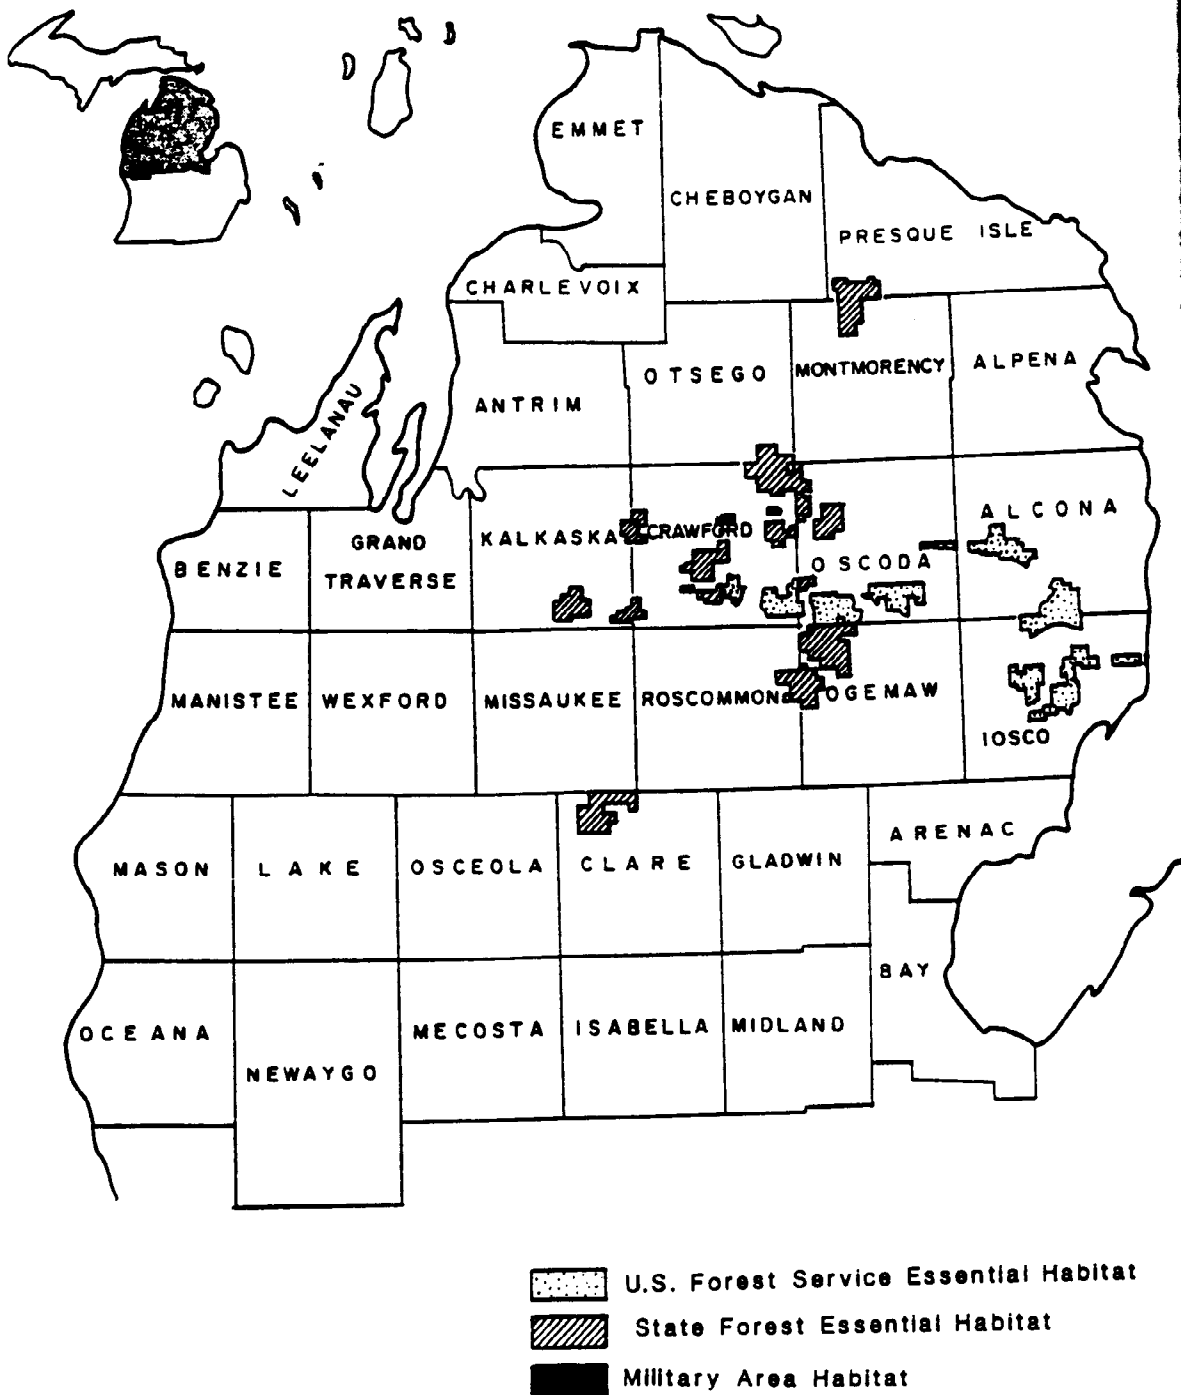 EMMET
CHEBOYGAN
PRESQUE ISLE
CHARLEVOIX
OTSEGO
MONTMORENCY
ALPENA
ANTRIM
LEELANAU
KALKASKA
CRAWFORD
ALCONA
GRAND
TRAVERSE
BENZIE
OSCODA
MANISTEE
WEXFORD
MISSAUKEE
ROSCOMMON
OGEMAW
IOSCO
ARENAC
MASON
LAKE
OSCEOLA
CLARE
GLADWIN
BAY
OCEANA
NEWAYGO
MECOSTA
ISABELLA
MIDLAND
U.S. Forest Service Essential Habitat
State Forest Essential Habitat
Military Area Habitat